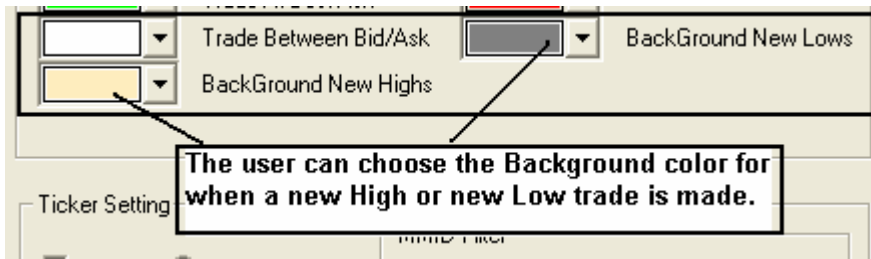 Trade Between Bid/Ask
BackGround New Lows
BackGround New Highs
The user can choose the Background color for
when a new High or new Low trade is made.
Ticker Setting